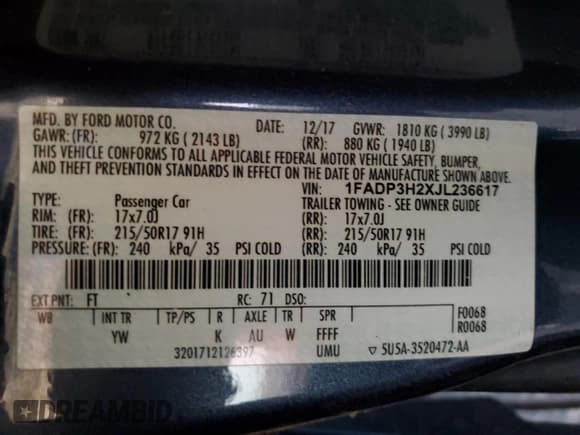 MFD. BY FORD MOTOR CO. DATE: 12/17 GVWR: 1810 KG ( 3990 LB)
GAWR: (FR): 972 KG ( 2143 LB) (RR): 880 KG ( 1940 LB)
THIS VEHICLE CONFORMS TO ALL APPLICABLE FEDERAL MOTOR VEHICLE SAFETY, BUMPER,
AND THEFT PREVENTION STANDARDS IN EFFECT ON THE DATE OF MANUFACTURE SHOWN ABOVE.
VIN: 1FADP3H2XJL236617
TYPE: Passenger Car TRAILER TOWING - SEE OWNER GUIDE
RIM: (FR): 17x7.0J (RR): 17x7.0J
TIRE: (FR): 215/50R17 91H (RR): 215/50R17 91H
PRESSURE: (FR): 240 kPa/ 35 PSI COLD (RR): 240 kPa/ 35 PSI COLD
EXT PNT: FT RC: 71 DSO:
WB INT TR TP/PS R AXLE TR SPR F0068
YW K AU W FFFF R0068
3201712126397 UMU ▽ 5U5A-3520472-AA
DREAMBID